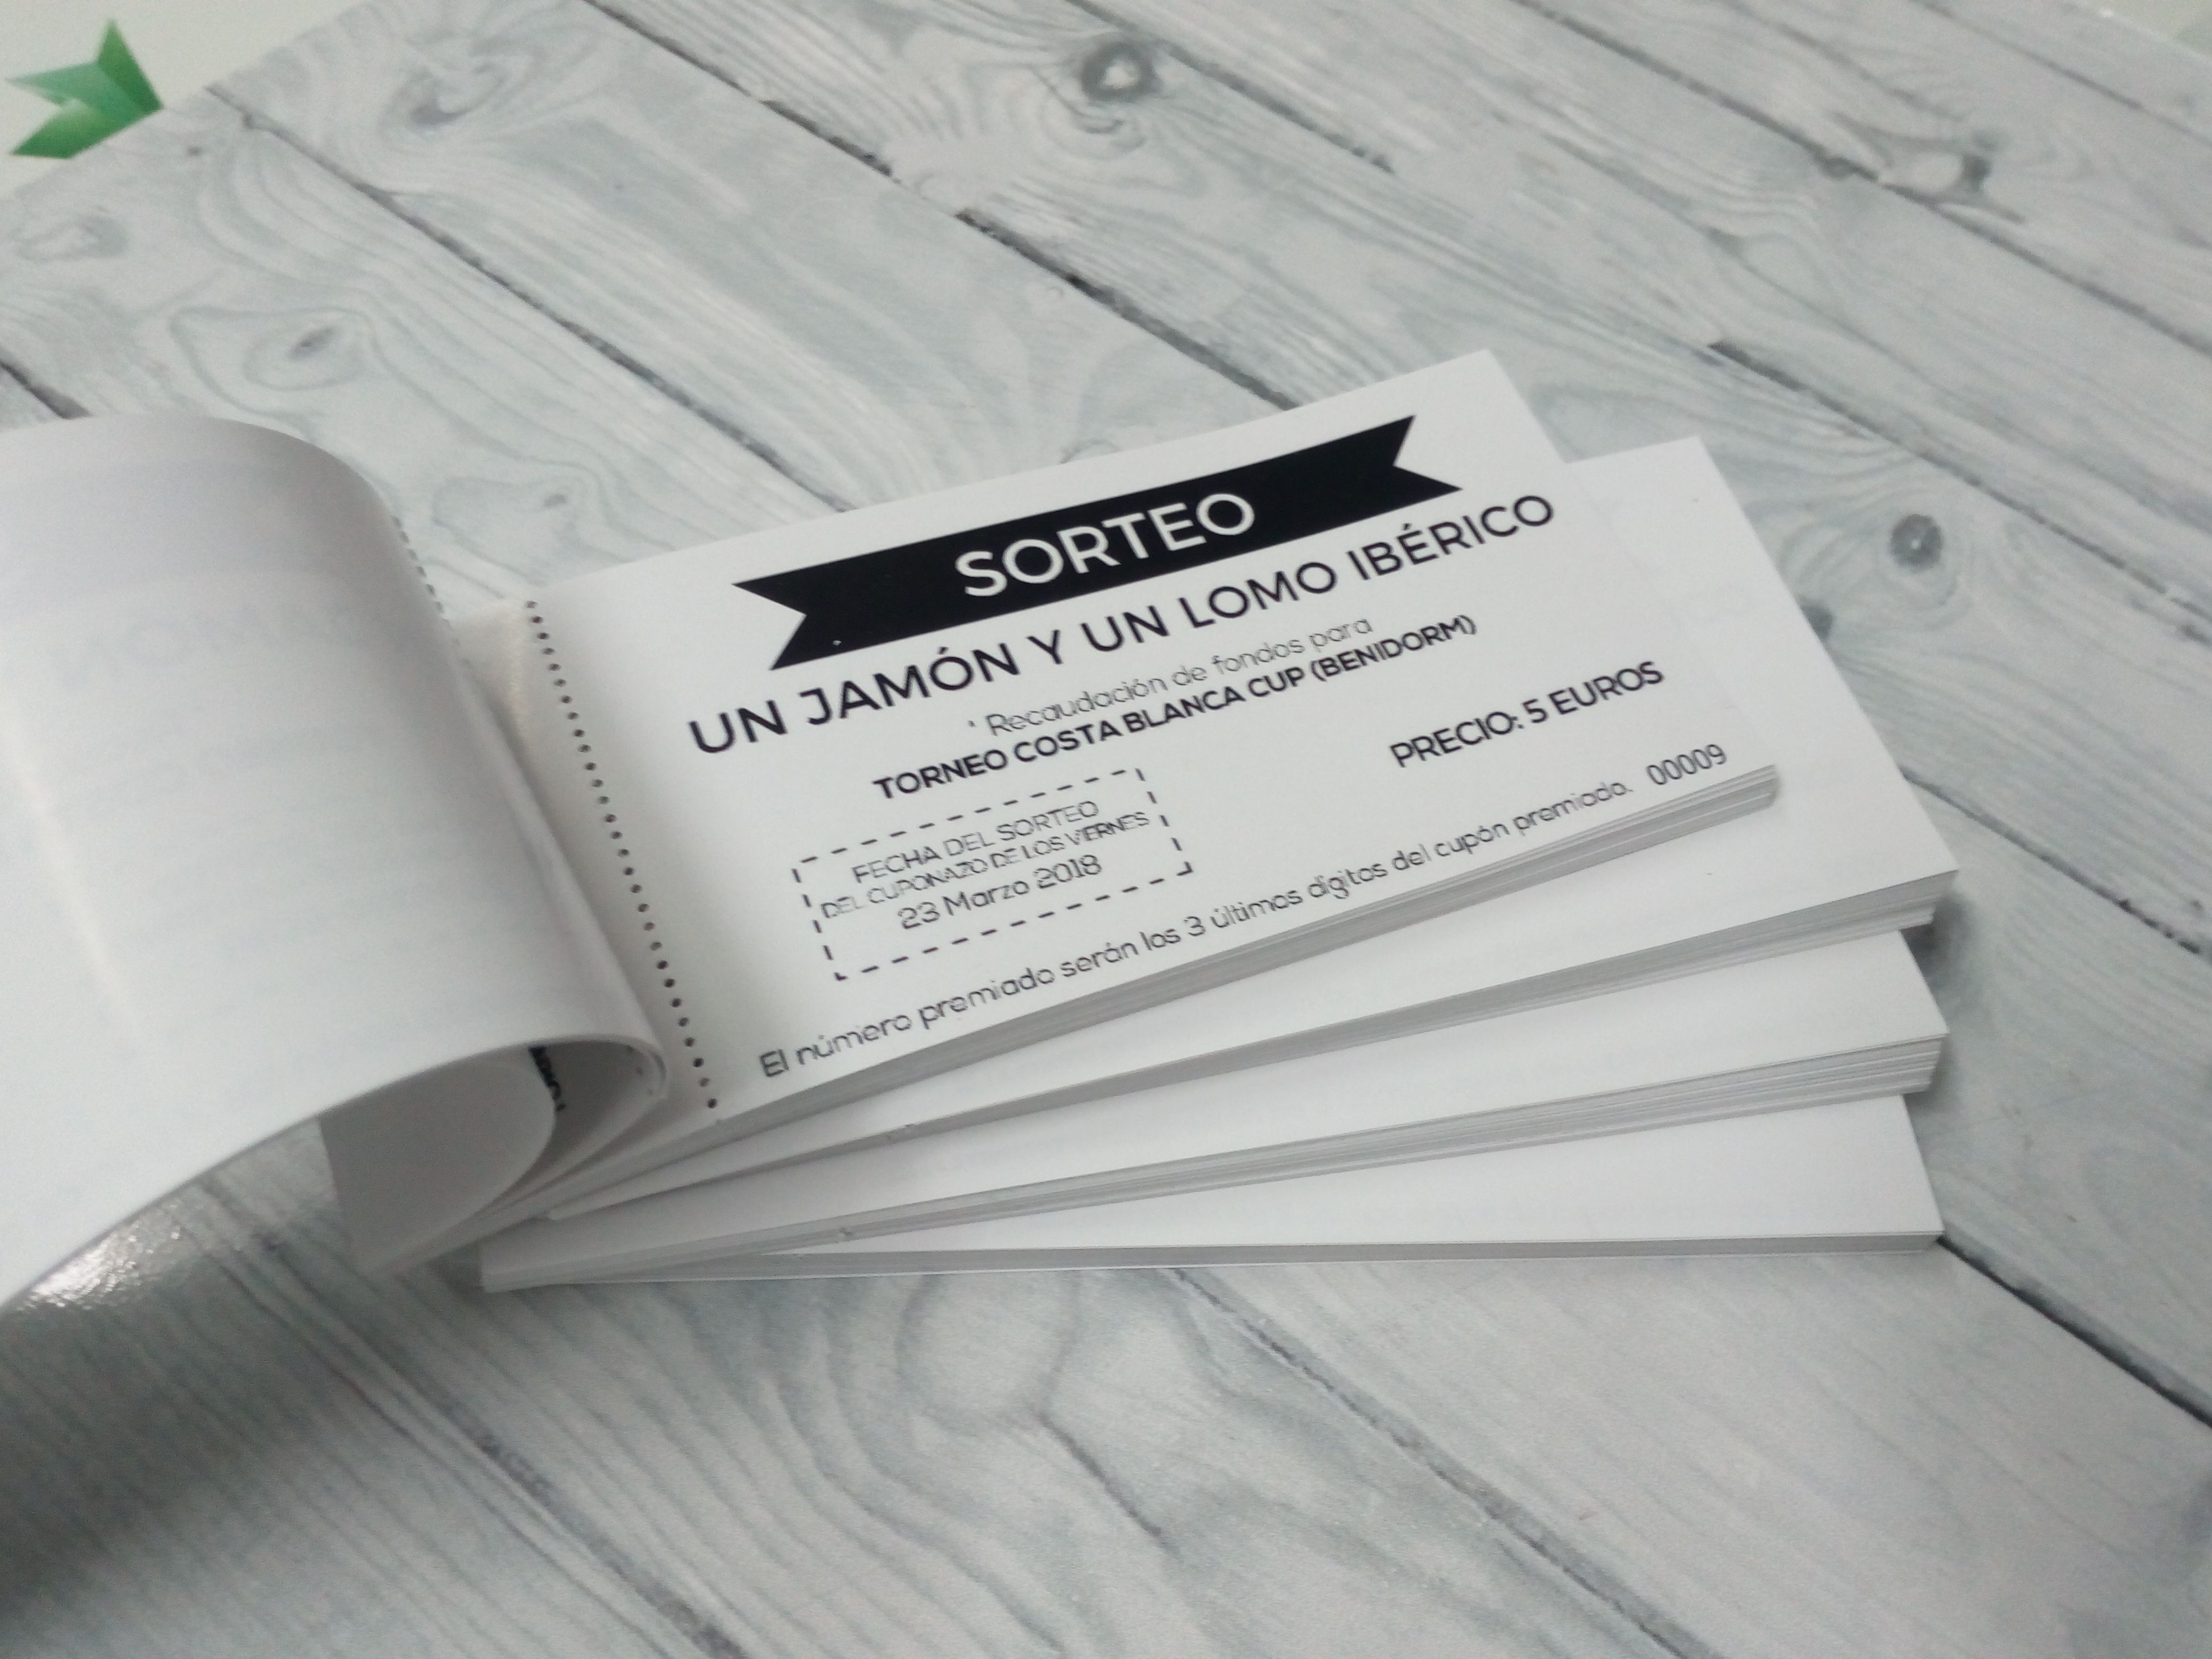 SORTEO
UN JAMÓN Y UN LOMO IBÉRICO
* Recaudación de fondos para
TORNEO COSTA BLANCA CUP (BENIDORM)
PRECIO: 5 EUROS
FECHA DEL SORTEO
DEL CUPONAZO DE LOS VIERNES
23 Marzo 2018
El número premiado serán los 3 últimos dígitos del cupón premiado. 00009